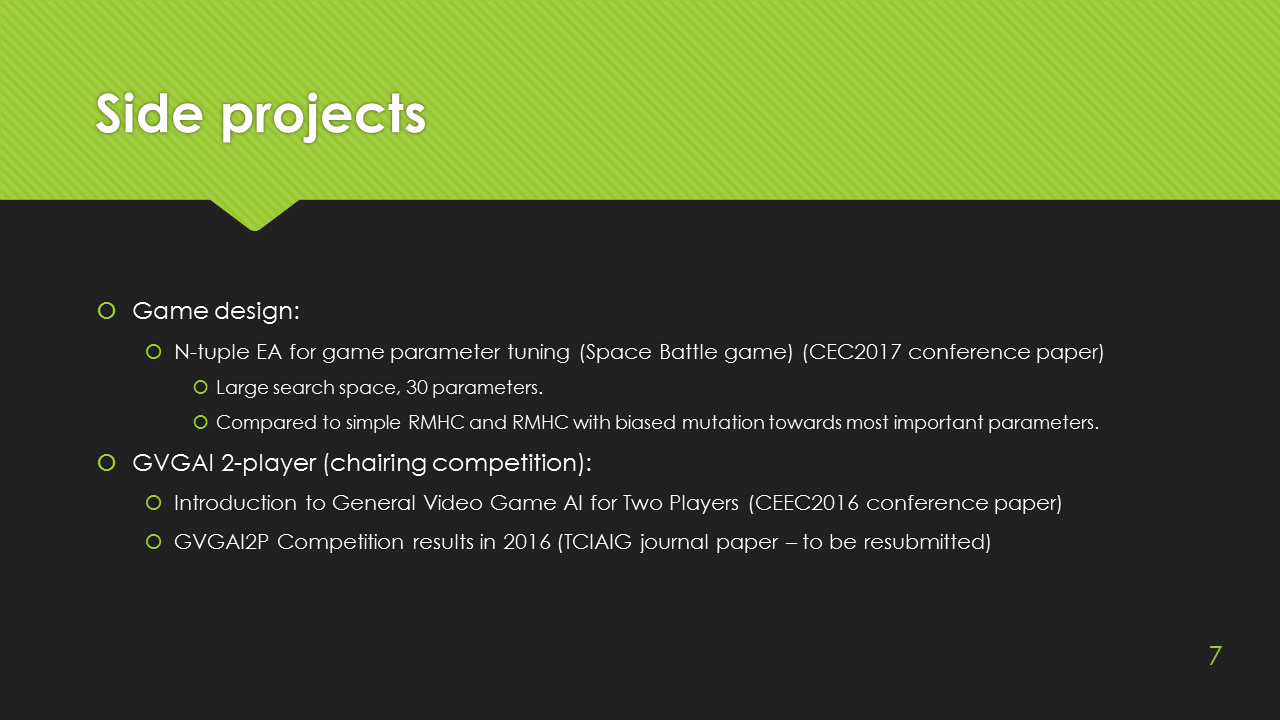 Side projects
Game design:
N-tuple EA for game parameter tuning (Space Battle game) (CEC2017 conference paper)
Large search space, 30 parameters.
Compared to simple RMHC and RMHC with biased mutation towards most important parameters.
GVGAI 2-player (chairing competition):
Introduction to General Video Game AI for Two Players (CEEC2016 conference paper)
GVGAI2P Competition results in 2016 (TCIAIG journal paper – to be resubmitted)
7